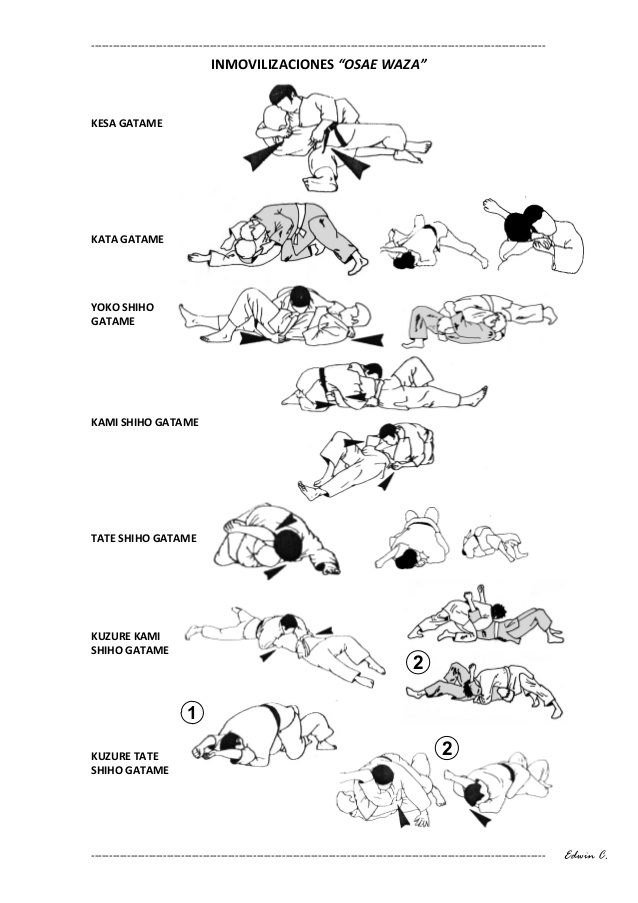 INMOVILIZACIONES “OSAE WAZA”
KESA GATAME
KATA GATAME
YOKO SHIHO
GATAME
KAMI SHIHO GATAME
TATE SHIHO GATAME
KUZURE KAMI
SHIHO GATAME
2
1
KUZURE TATE
SHIHO GATAME
2
Edwin C.